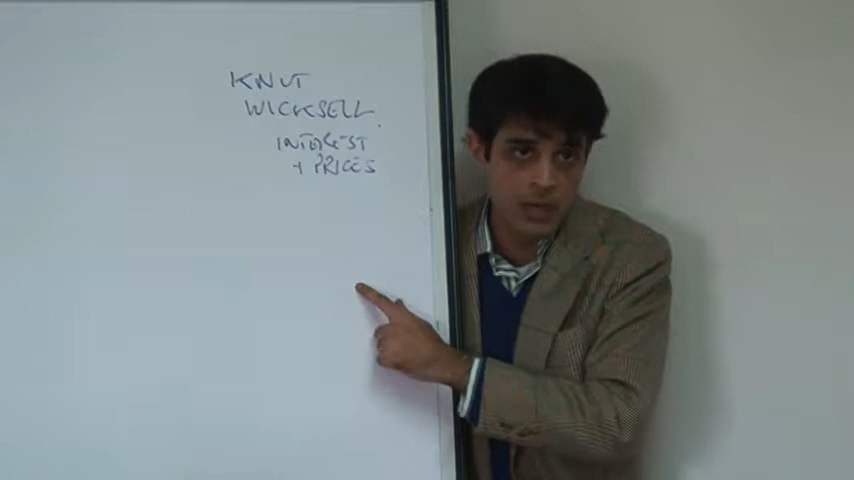 KNUT
WICKSELL.
INTEREST
+ PRICES